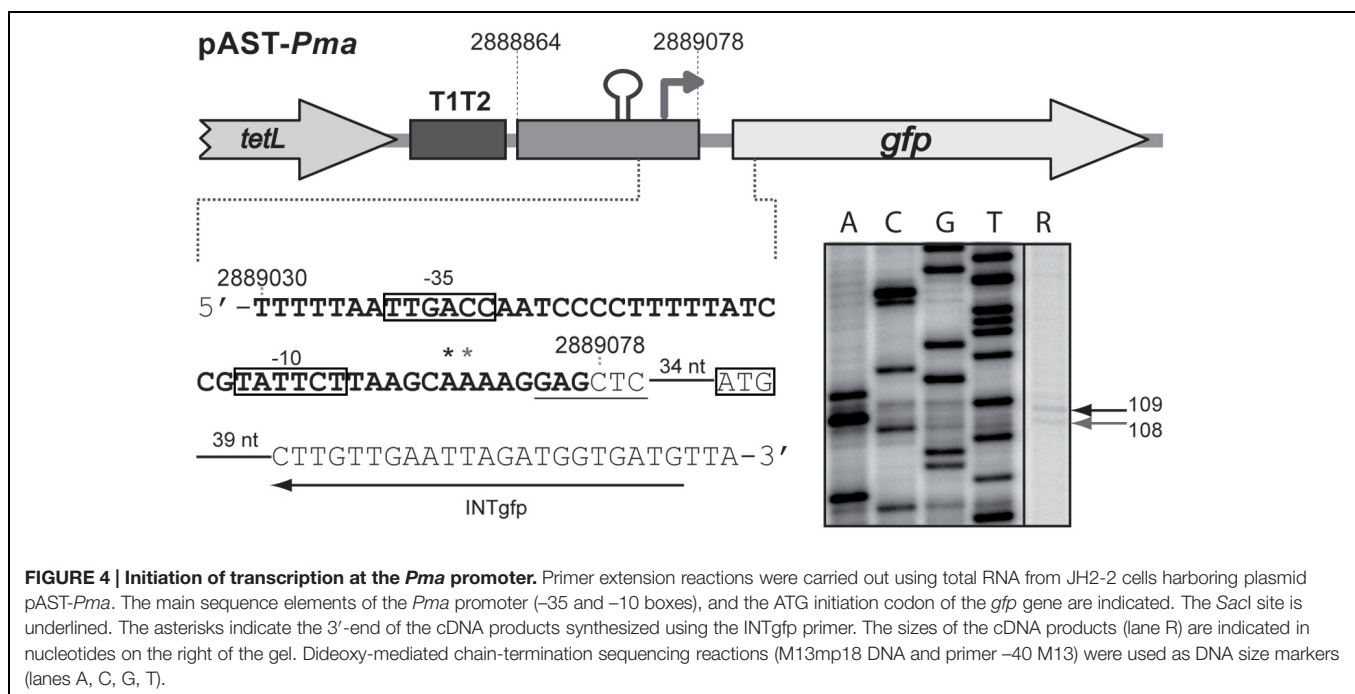 pAST-Pma
2888864
2889078
T1T2
tetL
gfp
A C G T R
2889030
-35
5′-TTTTTAATTGACCAATCCCCTTTTTATC
-10
* *
2889078
CGTATTCTTAAGCAAAAGGAGCTC 34 nt ATG
109
108
39 nt CTTGTTGAATTAGATGGTGATGTTA-3′
INTgfp
FIGURE 4 | Initiation of transcription at the Pma promoter. Primer extension reactions were carried out using total RNA from JH2-2 cells harboring plasmid
pAST-Pma. The main sequence elements of the Pma promoter (–35 and –10 boxes), and the ATG initiation codon of the gfp gene are indicated. The SacI site is
underlined. The asterisks indicate the 3′-end of the cDNA products synthesized using the INTgfp primer. The sizes of the cDNA products (lane R) are indicated in
nucleotides on the right of the gel. Dideoxy-mediated chain-termination sequencing reactions (M13mp18 DNA and primer –40 M13) were used as DNA size markers
(lanes A, C, G, T).